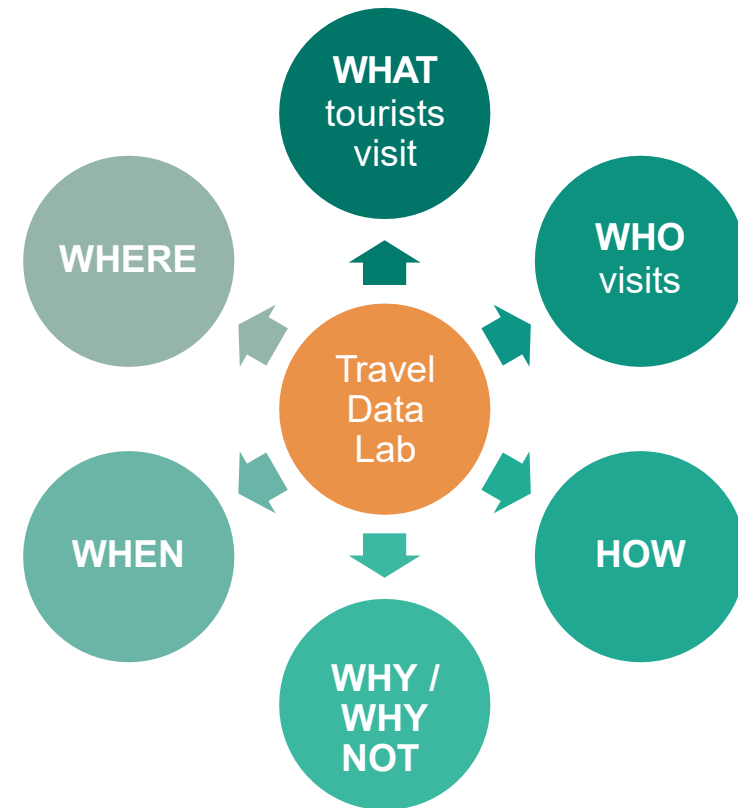 WHAT
tourists
visit
WHERE
WHO
visits
Travel
Data
Lab
WHEN
HOW
WHY /
WHY
NOT